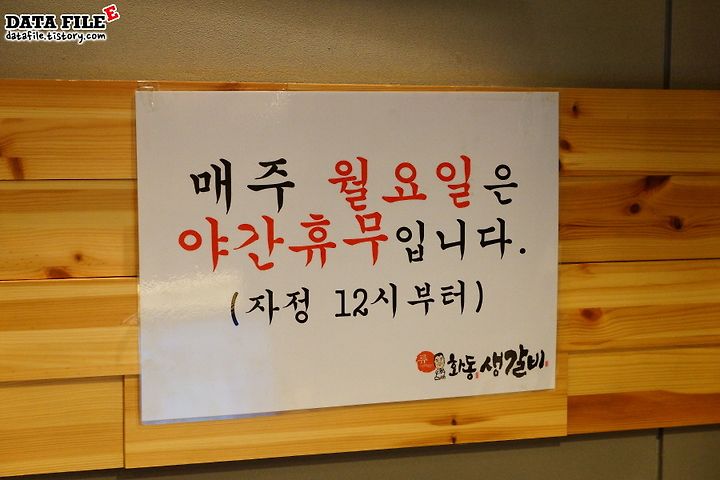 DATA FILE
datafile.tistory.com
매주 월요일은
야간휴무입니다.
(자정 12시부터)
화동생갈비